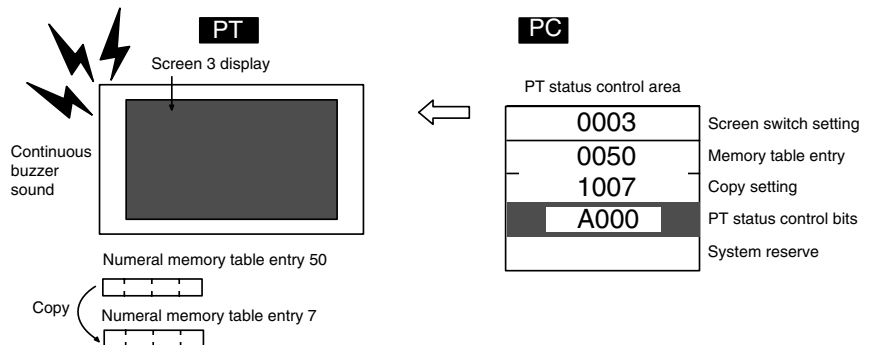 PT
PC
Screen 3 display
PT status control area
0003 Screen switch setting
0050 Memory table entry
1007 Copy setting
A000 PT status control bits
System reserve
Continuous
buzzer
sound
Numeral memory table entry 50
Copy
Numeral memory table entry 7